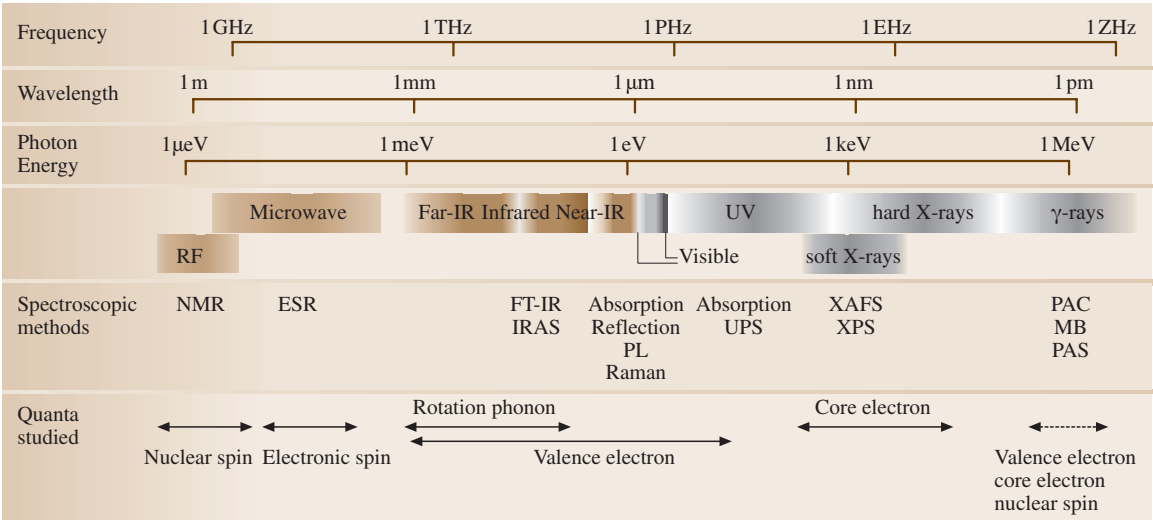 Frequency 1 GHz 1 THz 1 PHz 1 EHz 1 ZHz
Wavelength 1 m 1 mm 1 μm 1 nm 1 pm
Photon Energy 1 μeV 1 meV 1 eV 1 keV 1 MeV
Microwave Far-IR Infrared Near-IR UV hard X-rays γ-rays
RF Visible soft X-rays
Spectroscopic methods
NMR
ESR
FT-IR
IRAS
Absorption
Reflection
PL
Raman
Absorption
UPS
XAFS
XPS
PAC
MB
PAS
Quanta studied
Rotation phonon
Core electron
Nuclear spin Electronic spin Valence electron
Valence electron
core electron
nuclear spin